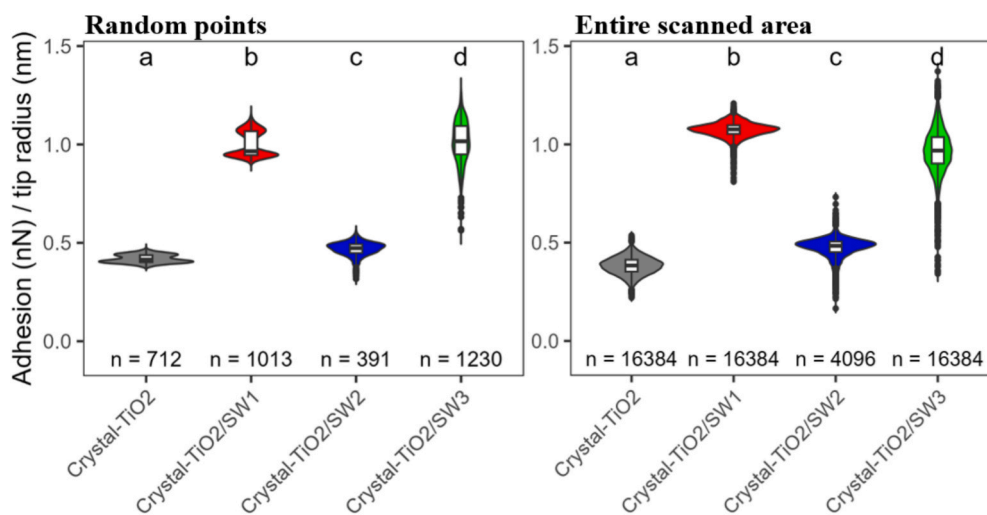 Random points
Entire scanned area
Adhesion (nN) / tip radius (nm)
1.5
1.0
0.5
0.0
a b c d
n = 712 n = 1013 n = 391 n = 1230
Crystal-TiO2
Crystal-TiO2/SW1
Crystal-TiO2/SW2
Crystal-TiO2/SW3
1.5
1.0
0.5
0.0
a b c d
n = 16384 n = 16384 n = 4096 n = 16384
Crystal-TiO2
Crystal-TiO2/SW1
Crystal-TiO2/SW2
Crystal-TiO2/SW3